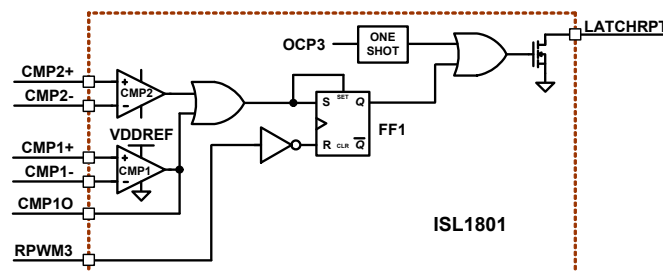 LATCHRPT
OCP3
ONE
SHOT
CMP2+
CMP2-
+
-
CMP2
S
SET
Q
FF1
VDDREF
CMP1+
CMP1-
+
-
CMP1
R
CLR
Q
CMP1O
ISL1801
RPWM3